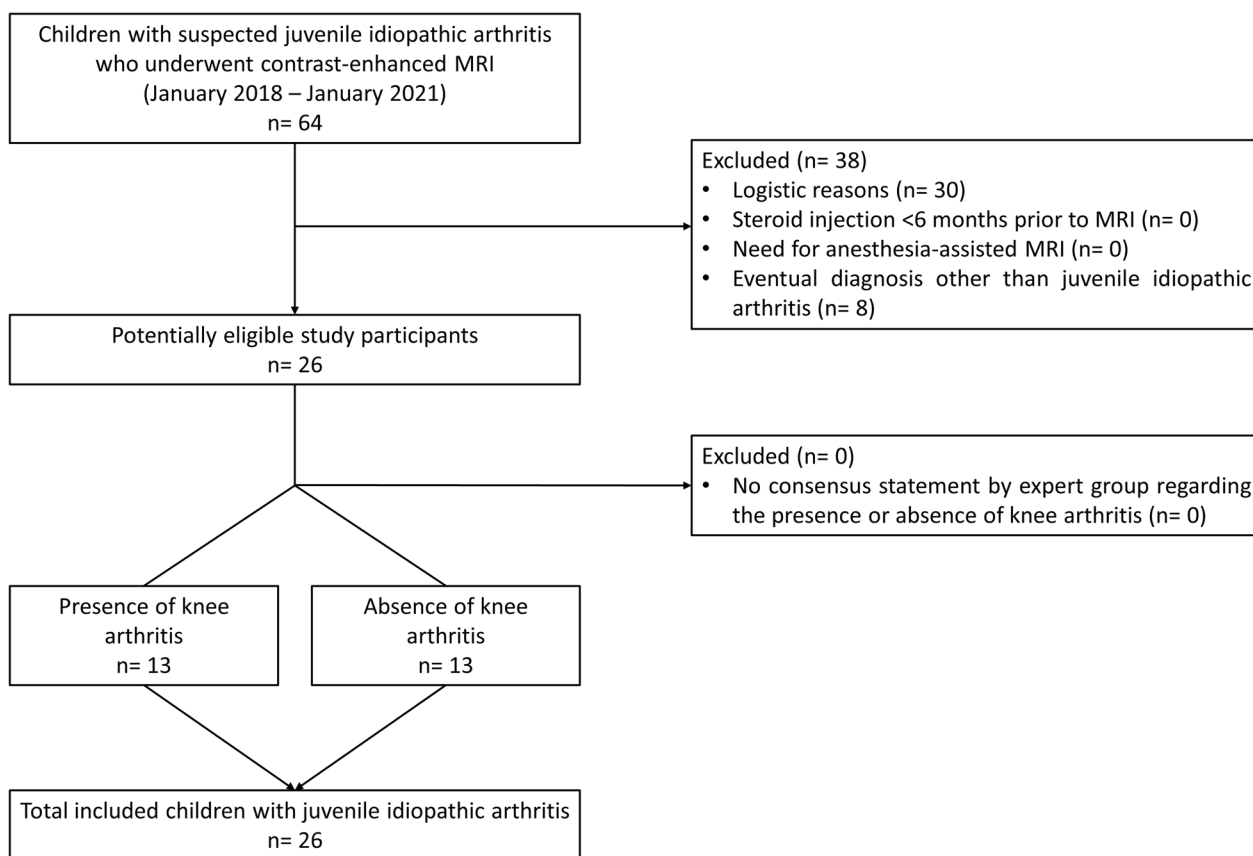 Children with suspected juvenile idiopathic arthritis
who underwent contrast-enhanced MRI
(January 2018 – January 2021)
n= 64
Excluded (n= 38)
• Logistic reasons (n= 30)
• Steroid injection <6 months prior to MRI (n= 0)
• Need for anesthesia-assisted MRI (n= 0)
• Eventual diagnosis other than juvenile idiopathic
arthritis (n= 8)
Potentially eligible study participants
n= 26
Excluded (n= 0)
• No consensus statement by expert group regarding
the presence or absence of knee arthritis (n= 0)
Presence of knee
arthritis
n= 13
Absence of knee
arthritis
n= 13
Total included children with juvenile idiopathic arthritis
n= 26